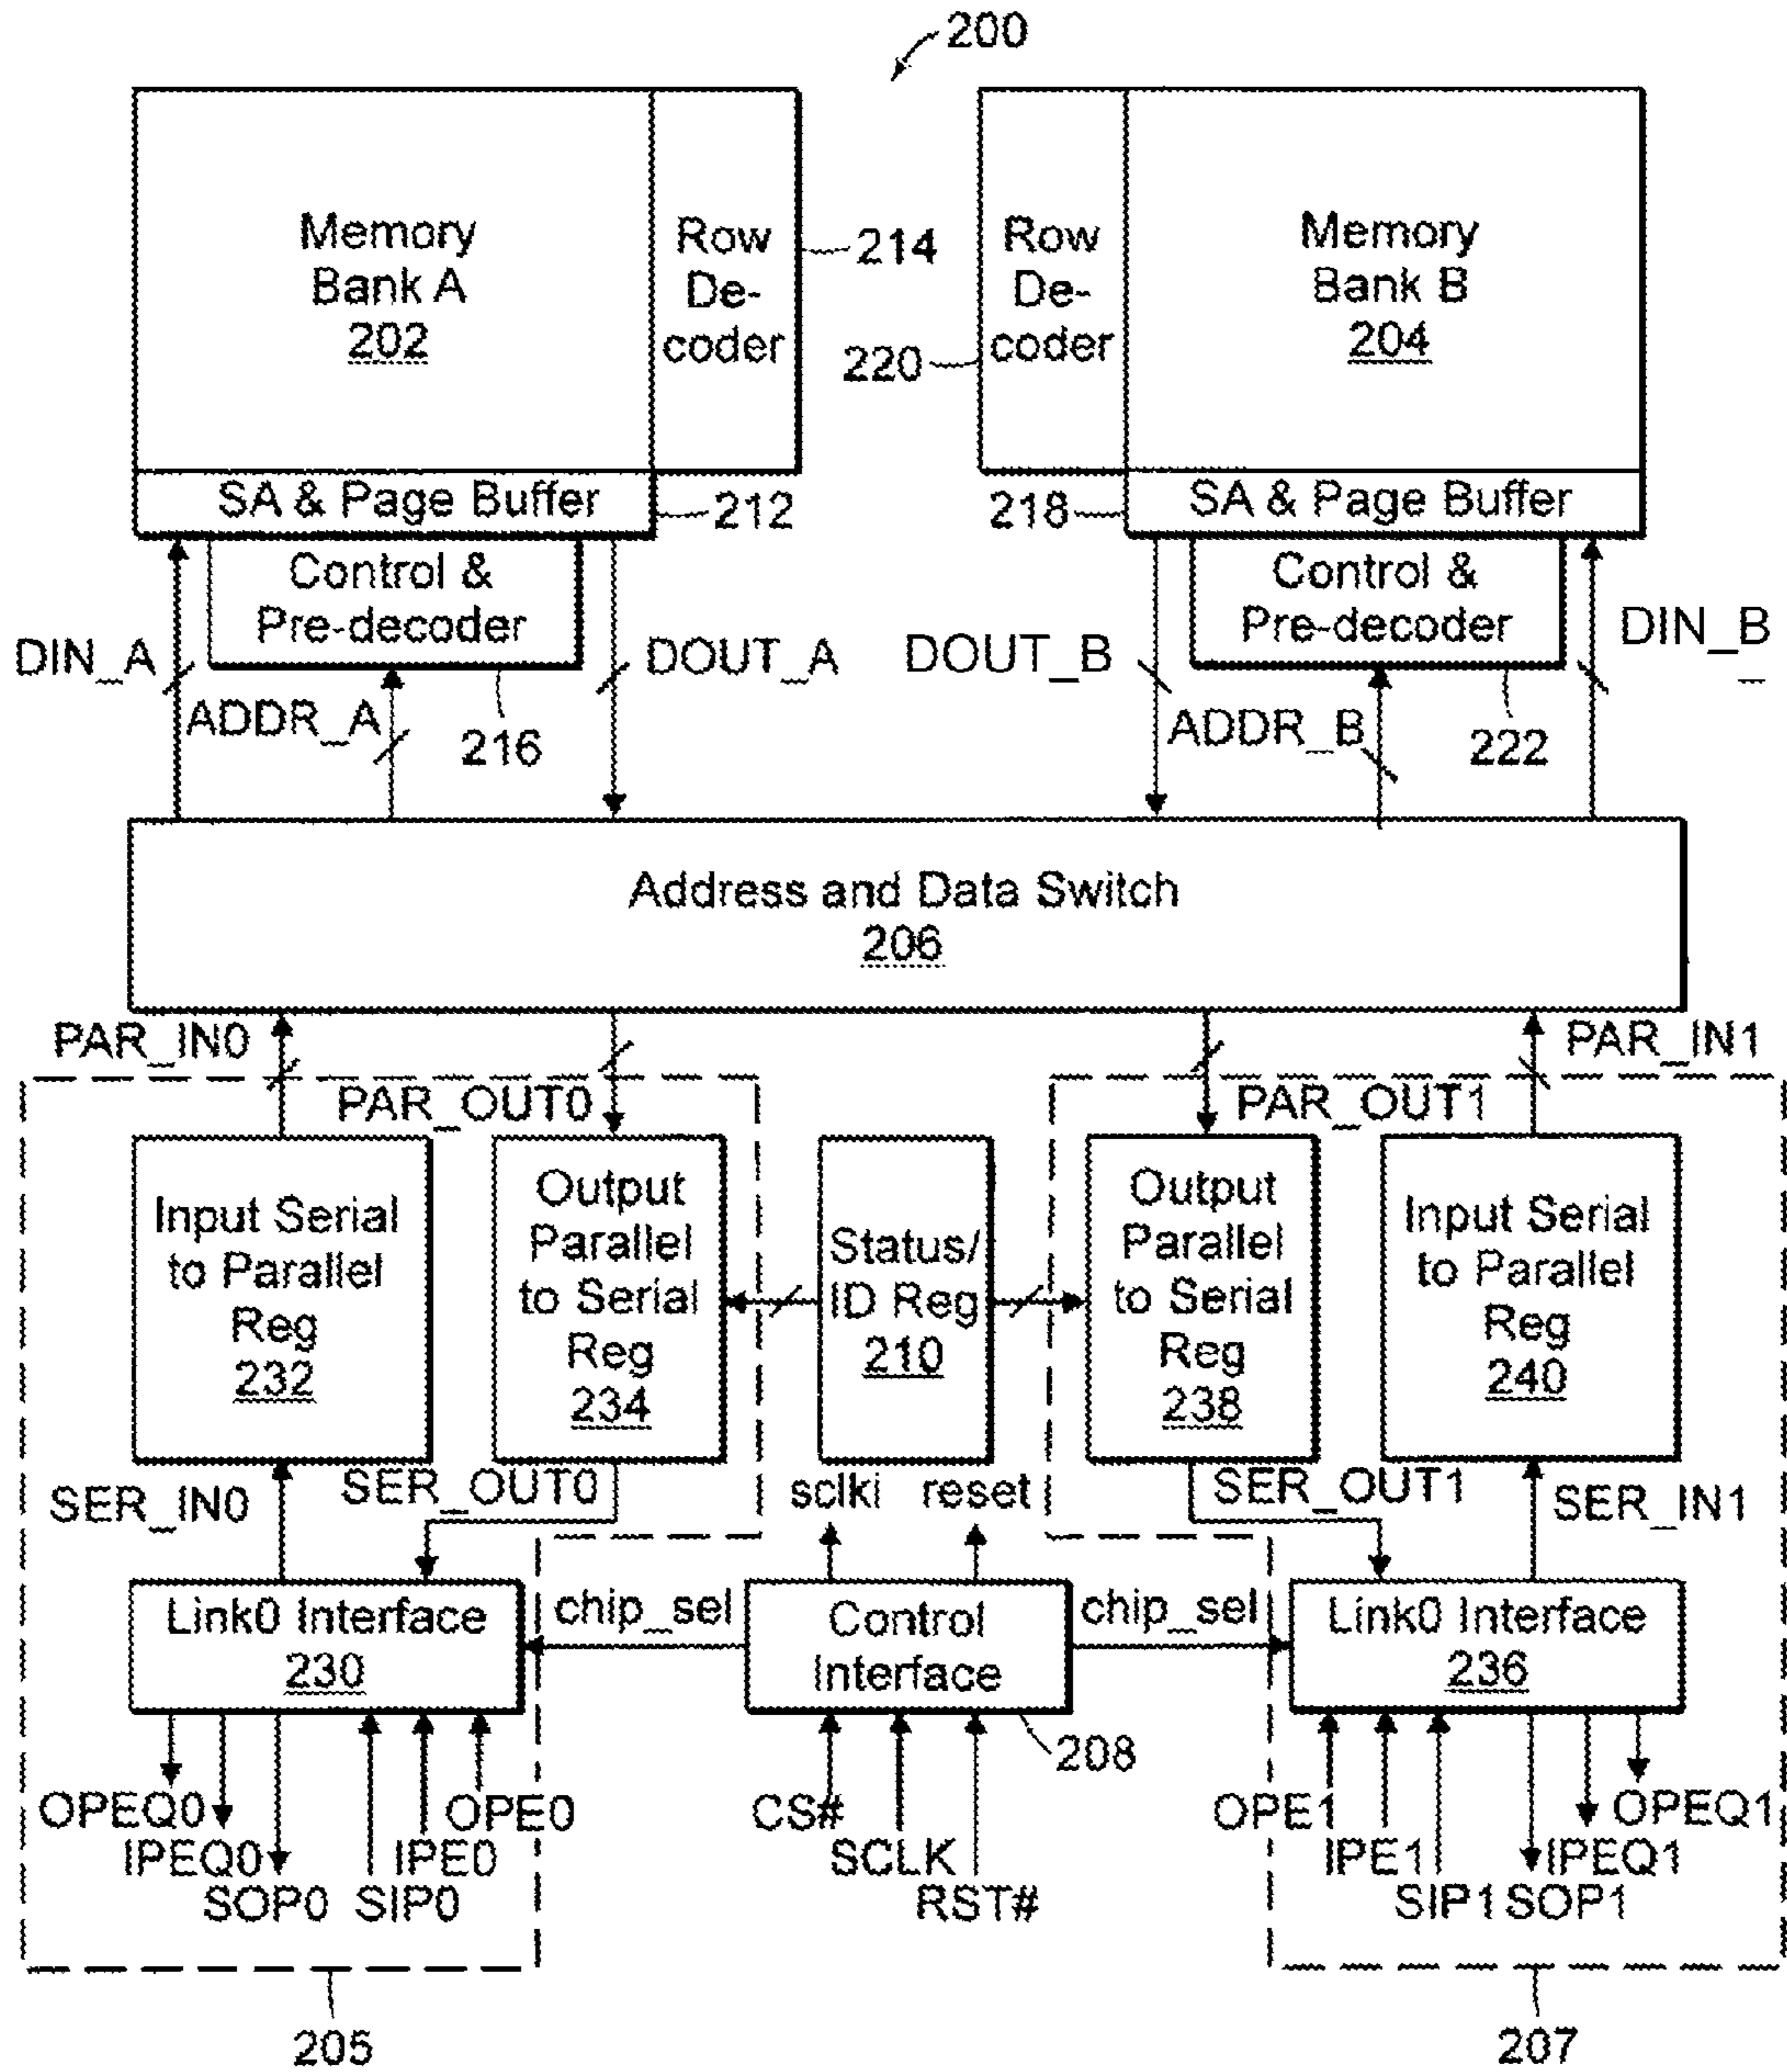 200
Memory
Bank A
202
Row
De-
coder
214
220
Row
De-
coder
Memory
Bank B
204
SA & Page Buffer
212
218
SA & Page Buffer
Control &
Pre-decoder
Control &
Pre-decoder
DIN_A
DOUT_A
DOUT_B
DIN_B
ADDR_A
216
ADDR_B
222
Address and Data Switch
206
PAR_IN0
PAR_IN1
PAR_OUT0
PAR_OUT1
Input Serial
to Parallel
Reg
232
Output
Parallel
to Serial
Reg
234
Status/
ID Reg
210
Output
Parallel
to Serial
Reg
238
Input Serial
to Parallel
Reg
240
SER_IN0
SER_OUT0
sclki
reset
SER_OUT1
SER_IN1
Link0 Interface
230
chip_sel
Control
Interface
chip_sel
Link0 Interface
236
208
OPEQ0
IPEQ0
SOP0
SIP0
IPE0
OPE0
CS#
SCLK
RST#
OPE1
IPE1
SIP1
SOP1
IPEQ1
OPEQ1
205
207